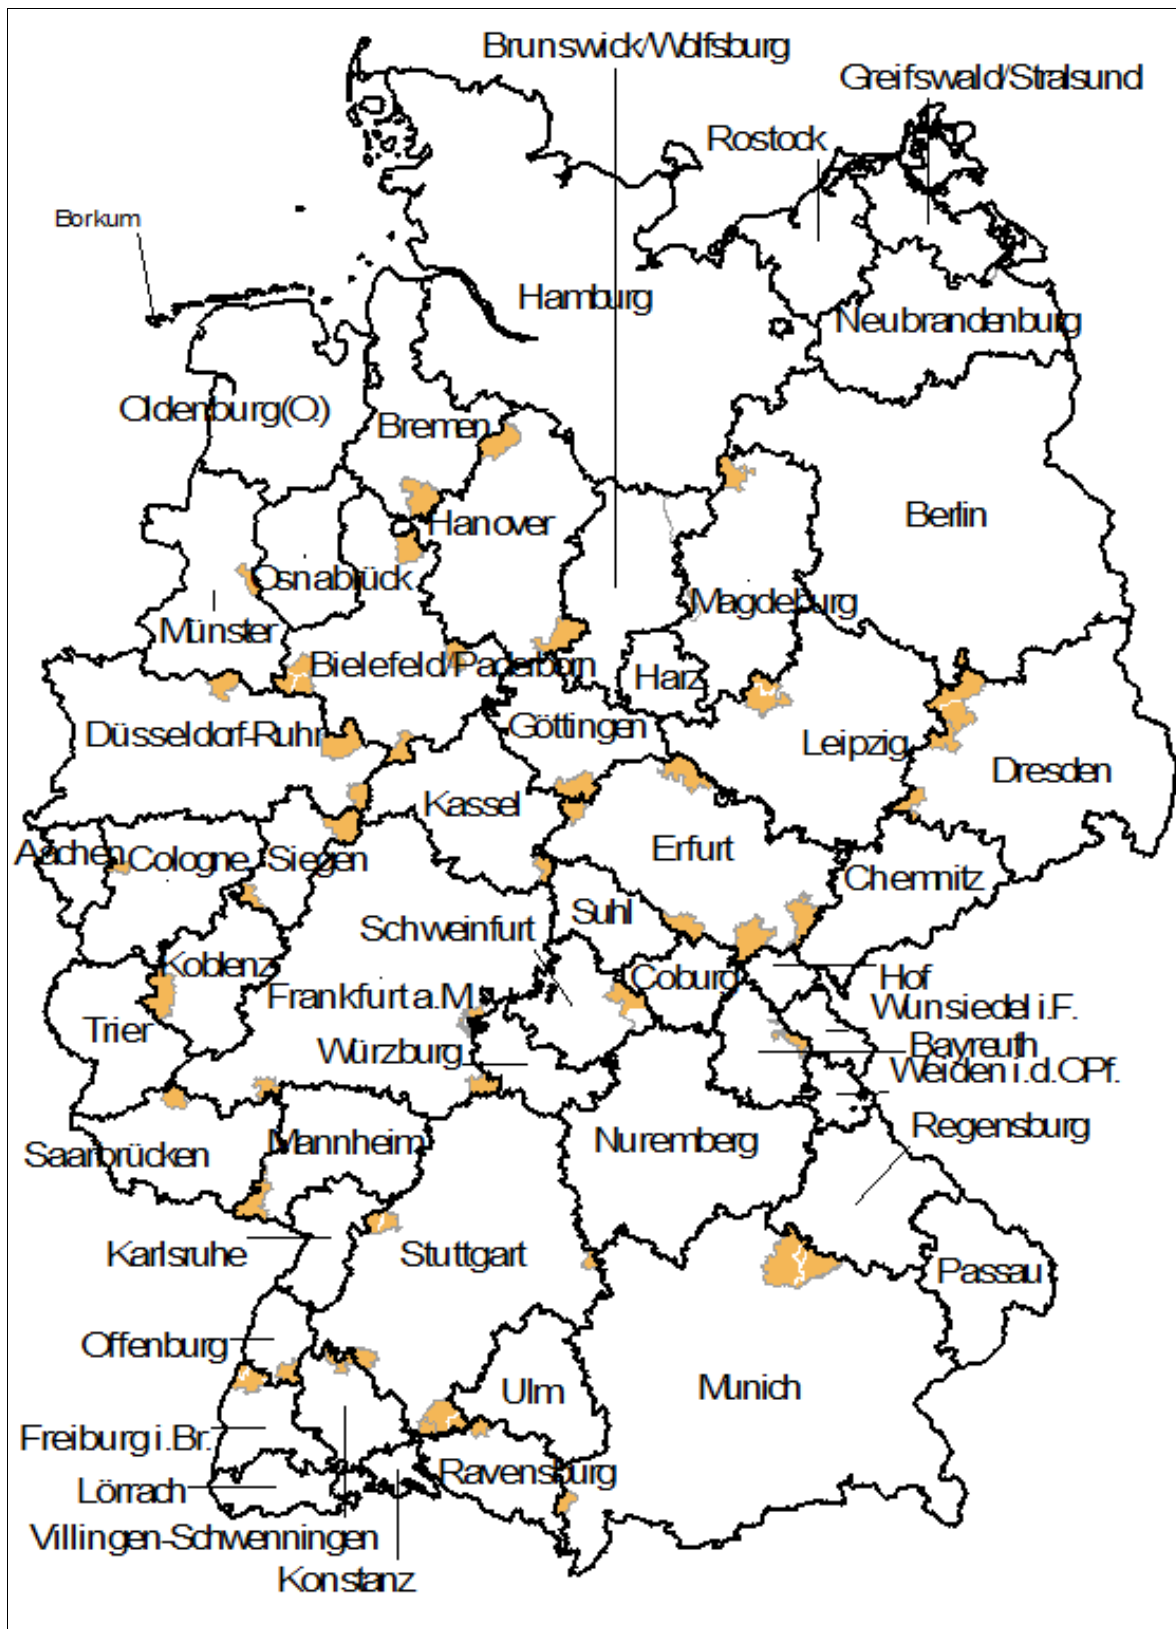 Brunswick/Wolfsburg
Greifswald/Stralsund
Rostock
Borkum
Hamburg
Neubrandenburg
Oldenburg(O.)
Bremen
Hanover
Berlin
Osnabrück
Magdeburg
Münster
Bielefeld/Paderborn
Harz
Düsseldorf-Ruhr
Göttingen
Leipzig
Dresden
Kassel
Aachen
Cologne
Siegen
Erfurt
Chemnitz
Suhl
Schweinfurt
Koblenz
Coburg
Hof
Frankfurt a.M.
Wunsiedel i.F.
Trier
Würzburg
Bayreuth
Weiden i.d.OPf.
Regensburg
Saarbrücken
Mannheim
Nuremberg
Karlsruhe
Stuttgart
Passau
Offenburg
Ulm
Munich
Freiburg i.Br.
Ravensburg
Lörrach
Villingen-Schwenningen
Konstanz